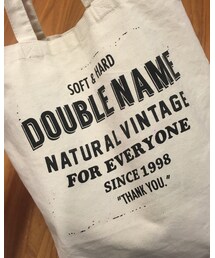 SOFT & HARD
DOUBLE NAME
NATURAL VINTAGE
FOR EVERYONE
SINCE 1998
"THANK YOU."